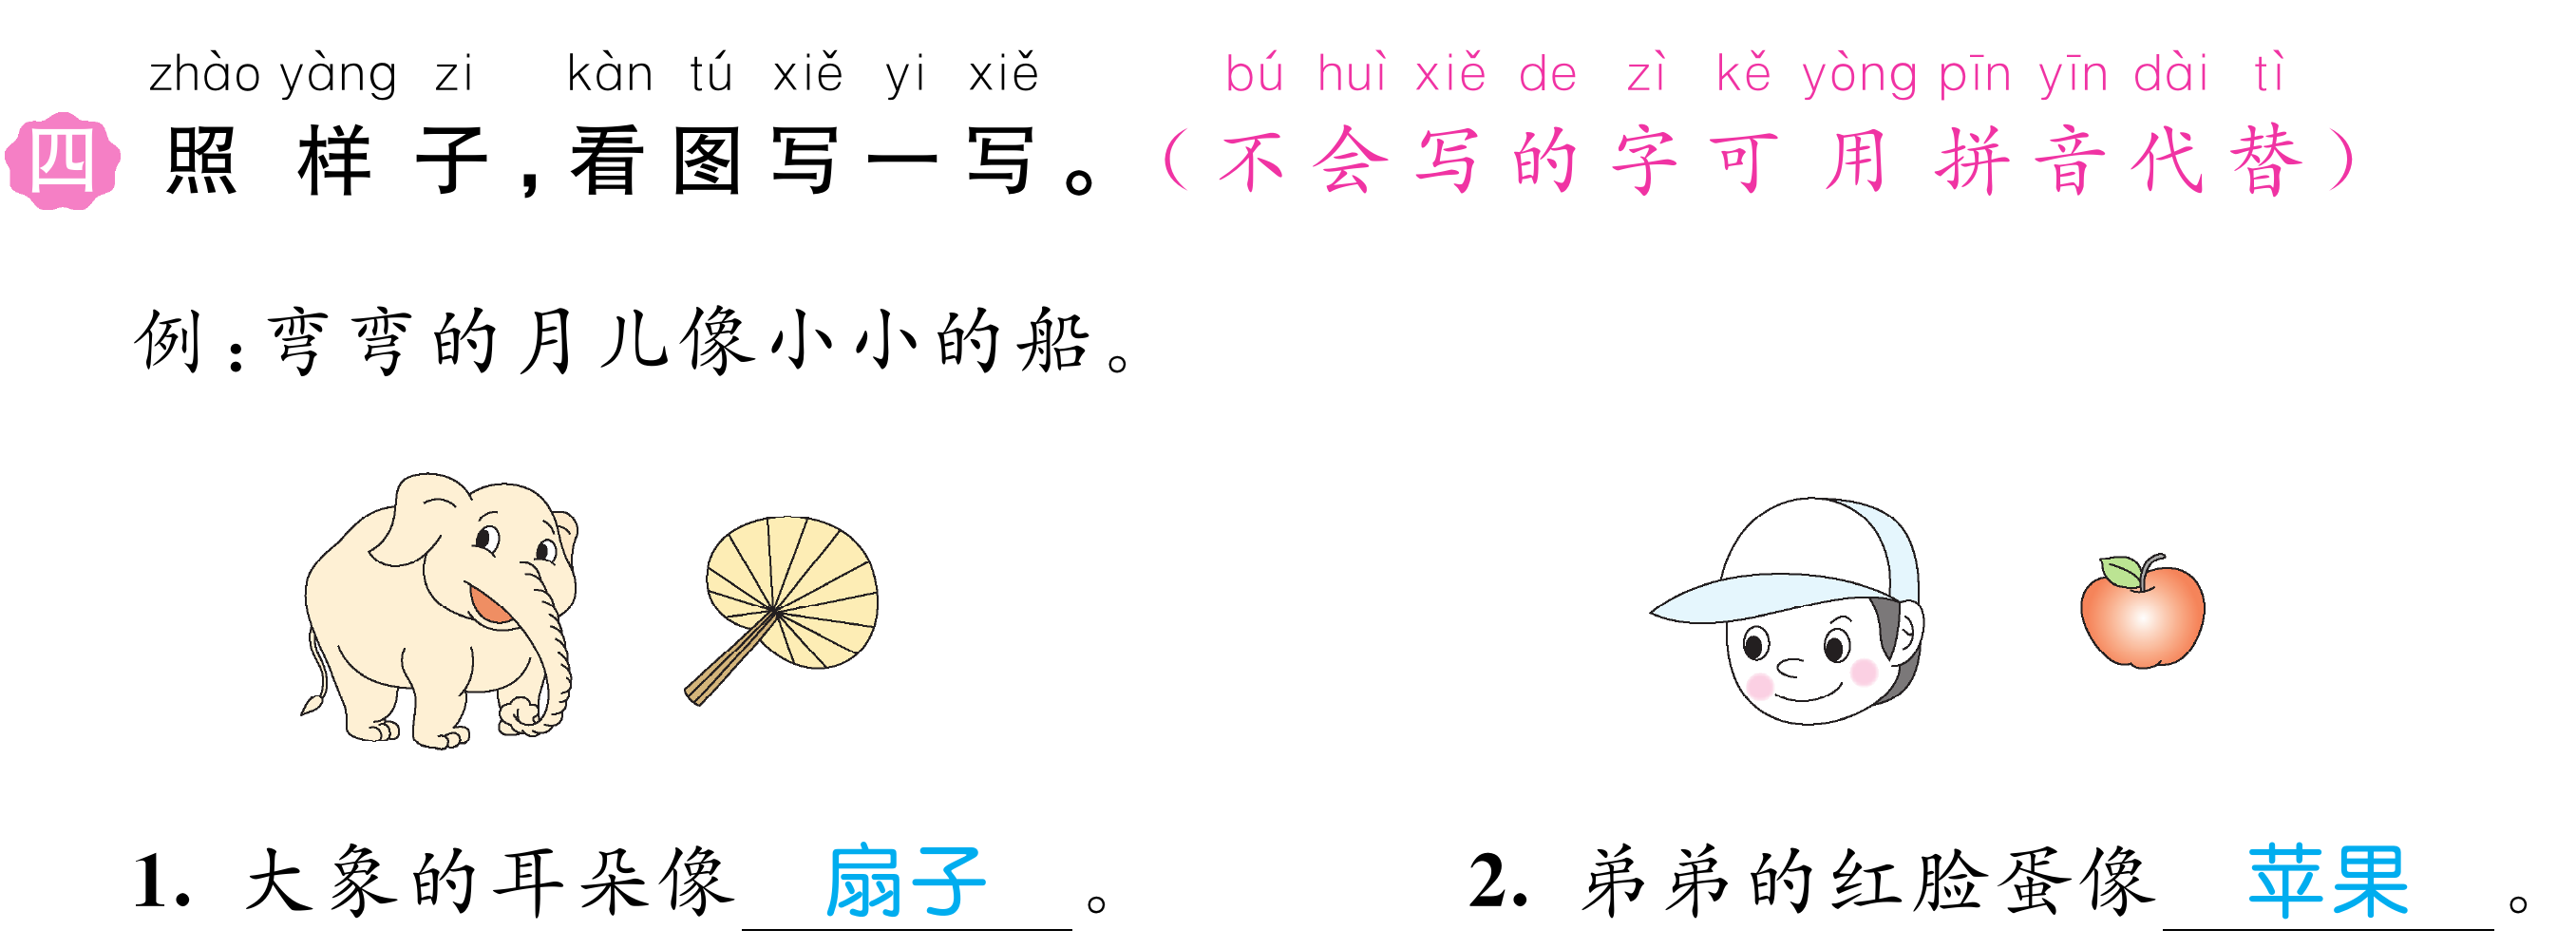 zhào yàng zi kàn tú xiě yi xiě bú huì xiě de zì kě yòng pīn yīn dài tì
四 照样子,看图写一写。(不会写的字可用拼音代替)
例:弯弯的月儿像小小的船。
1. 大象的耳朵像 扇子 。 2. 弟弟的红脸蛋像 苹果 。